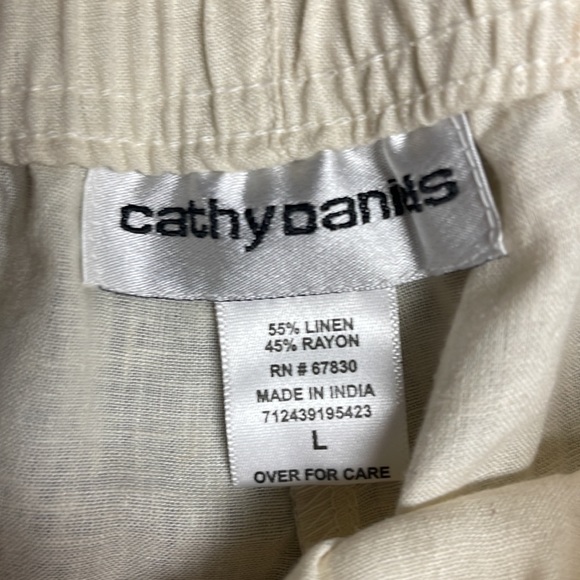 cathy Daniels
55% LINEN
45% RAYON
RN # 67830
MADE IN INDIA
712439195423
L
OVER FOR CARE